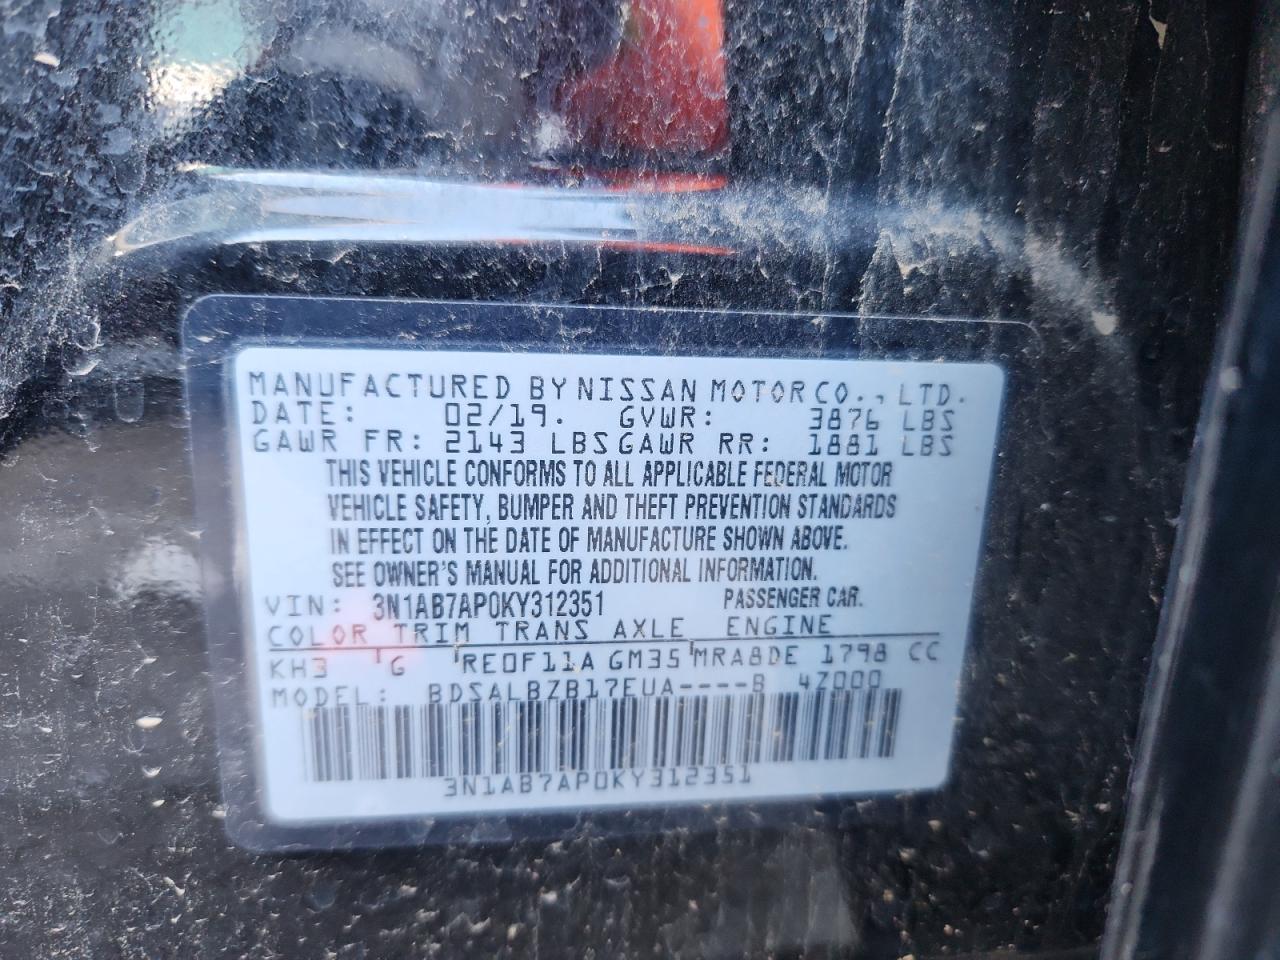 MANUFACTURED BY NISSAN MOTOR CO., LTD.
DATE: 02/19. GVWR: 3876 LBS
GAWR FR: 2143 LBS GAWR RR: 1881 LBS
THIS VEHICLE CONFORMS TO ALL APPLICABLE FEDERAL MOTOR
VEHICLE SAFETY, BUMPER AND THEFT PREVENTION STANDARDS
IN EFFECT ON THE DATE OF MANUFACTURE SHOWN ABOVE.
SEE OWNER'S MANUAL FOR ADDITIONAL INFORMATION.
VIN: 3N1AB7AP0KY312351 PASSENGER CAR.
COLOR TRIM TRANS AXLE ENGINE
KH3 G RE0F11A GM35 MRA8DE 1798 CC
MODEL: BDSALBZB17EUA----B 4Z000
3N1AB7AP0KY312351